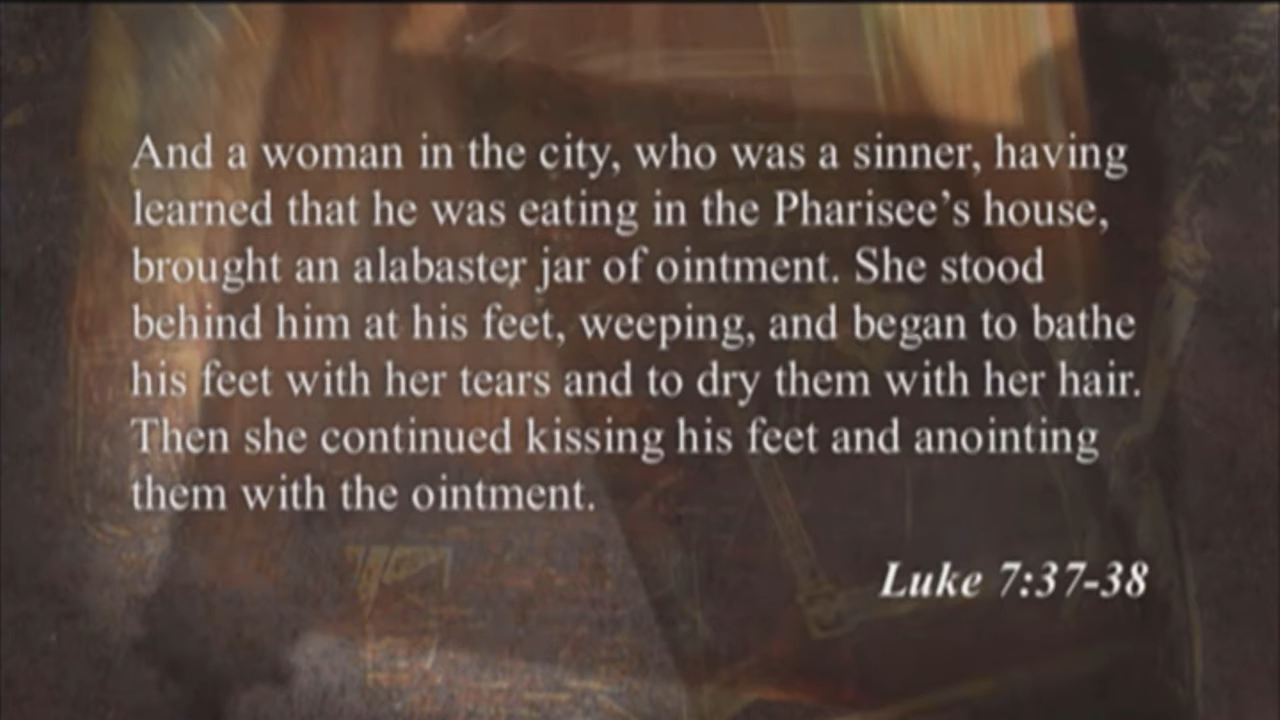 And a woman in the city, who was a sinner, having
learned that he was eating in the Pharisee’s house,
brought an alabaster jar of ointment. She stood
behind him at his feet, weeping, and began to bathe
his feet with her tears and to dry them with her hair.
Then she continued kissing his feet and anointing
them with the ointment.
Luke 7:37-38